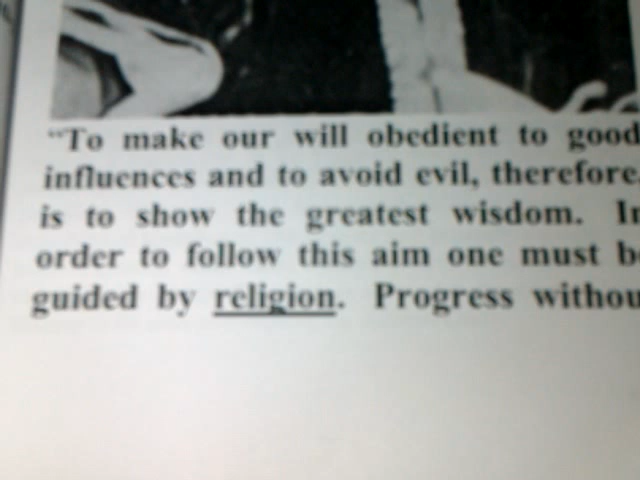 "To make our will obedient to good
influences and to avoid evil, therefore,
is to show the greatest wisdom. In
order to follow this aim one must
guided by religion. Progress